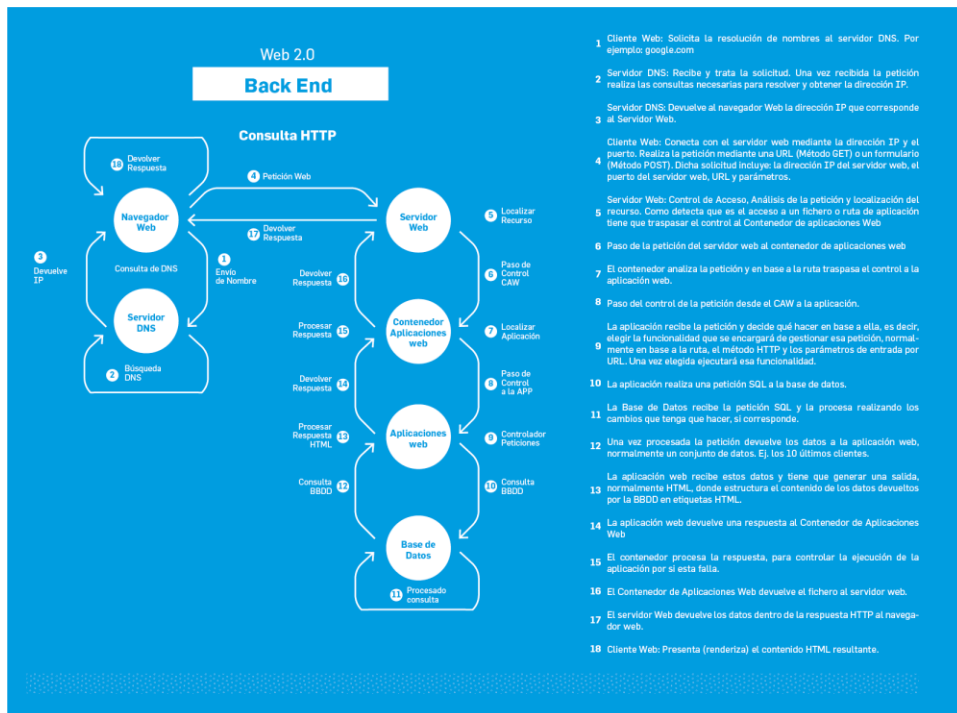 Web 2.0
Back End
Consulta HTTP
18 Devolver
Respuesta
4 Petición Web
Navegador
Web
Servidor
Web
5 Localizar
Recurso
17 Devolver
Respuesta
3
Devuelve
IP
Consulta de DNS
1
Envío
de Nombre
Devolver
Respuesta 16
6 Paso de
Control
CAW
Servidor
DNS
Procesar
Respuesta 15
Contenedor
Aplicaciones
web
7 Localizar
Aplicación
2 Búsqueda
DNS
Devolver
Respuesta 14
8 Paso de
Control
a la APP
Procesar
Respuesta 13
HTML
Aplicaciones
web
9 Controlador
Peticiones
Consulta
BBDD 12
10 Consulta
BBDD
Base de
Datos
11 Procesado
consulta
1 Cliente Web: Solicita la resolución de nombres al servidor DNS. Por
ejemplo: google.com
2 Servidor DNS: Recibe y trata la solicitud. Una vez recibida la petición
realiza las consultas necesarias para resolver y obtener la dirección IP.
Servidor DNS: Devuelve al navegador Web la dirección IP que corresponde
3 al Servidor Web.
Cliente Web: Conecta con el servidor web mediante la dirección IP y el
puerto. Realiza la petición mediante una URL (Método GET) o un formulario
4 (Método POST). Dicha solicitud incluye: la dirección IP del servidor web, el
puerto del servidor web, URL y parámetros.
Servidor Web: Control de Acceso, Análisis de la petición y localización del
5 recurso. Como detecta que es el acceso a un fichero o ruta de aplicación
tiene que traspasar el control al Contenedor de aplicaciones Web
6 Paso de la petición del servidor web al contenedor de aplicaciones web
7 El contenedor analiza la petición y en base a la ruta traspasa el control a la
aplicación web.
8 Paso del control de la petición desde el CAW a la aplicación.
La aplicación recibe la petición y decide qué hacer en base a ella, es decir,
elegir la funcionalidad que se encargará de gestionar esa petición, normal-
9 mente en base a la ruta, el método HTTP y los parámetros de entrada por
URL. Una vez elegida ejecutará esa funcionalidad.
10 La aplicación realiza una petición SQL a la base de datos.
11 La Base de Datos recibe la petición SQL y la procesa realizando los
cambios que tenga que hacer, si corresponde.
12 Una vez procesada la petición devuelve los datos a la aplicación web,
normalmente un conjunto de datos. Ej. los 10 últimos clientes.
La aplicación web recibe estos datos y tiene que generar una salida,
13 normalmente HTML, donde estructura el contenido de los datos devueltos
por la BBDD en etiquetas HTML.
14 La aplicación web devuelve una respuesta al Contenedor de Aplicaciones
Web
15 El contenedor procesa la respuesta, para controlar la ejecución de la
aplicación por si esta falla.
16 El Contenedor de Aplicaciones Web devuelve el fichero al servidor web.
17 El servidor Web devuelve los datos dentro de la respuesta HTTP al navega-
dor web.
18 Cliente Web: Presenta (renderiza) el contenido HTML resultante.